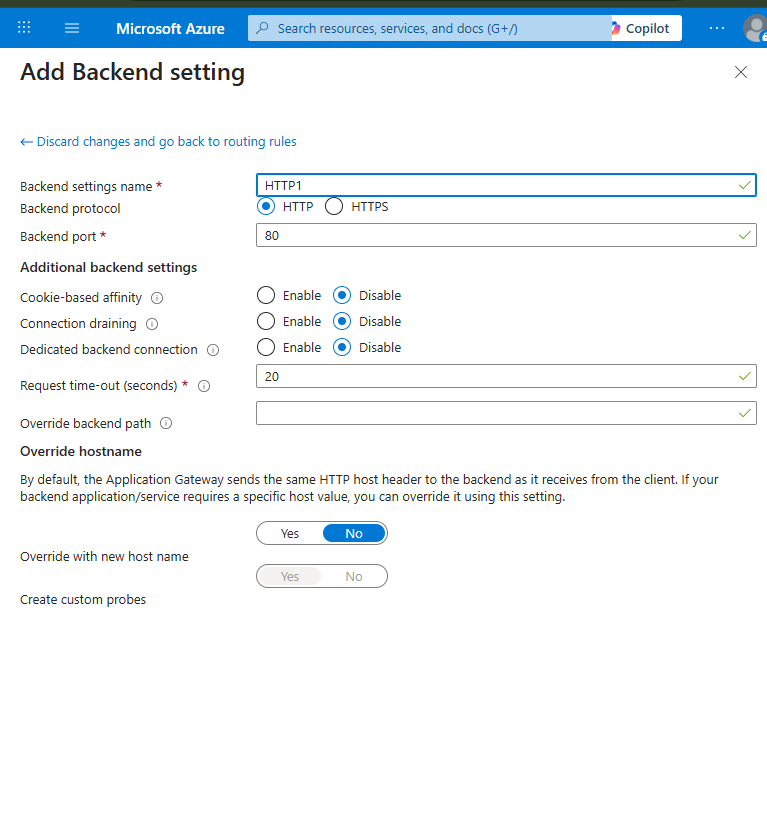 Microsoft Azure
Search resources, services, and docs (G+/)
Copilot
Add Backend setting
← Discard changes and go back to routing rules
Backend settings name * HTTP1
Backend protocol HTTP HTTPS
Backend port * 80
Additional backend settings
Cookie-based affinity Enable Disable
Connection draining Enable Disable
Dedicated backend connection Enable Disable
Request time-out (seconds) * 20
Override backend path
Override hostname
By default, the Application Gateway sends the same HTTP host header to the backend as it receives from the client. If your
backend application/service requires a specific host value, you can override it using this setting.
Yes No
Override with new host name
Yes No
Create custom probes